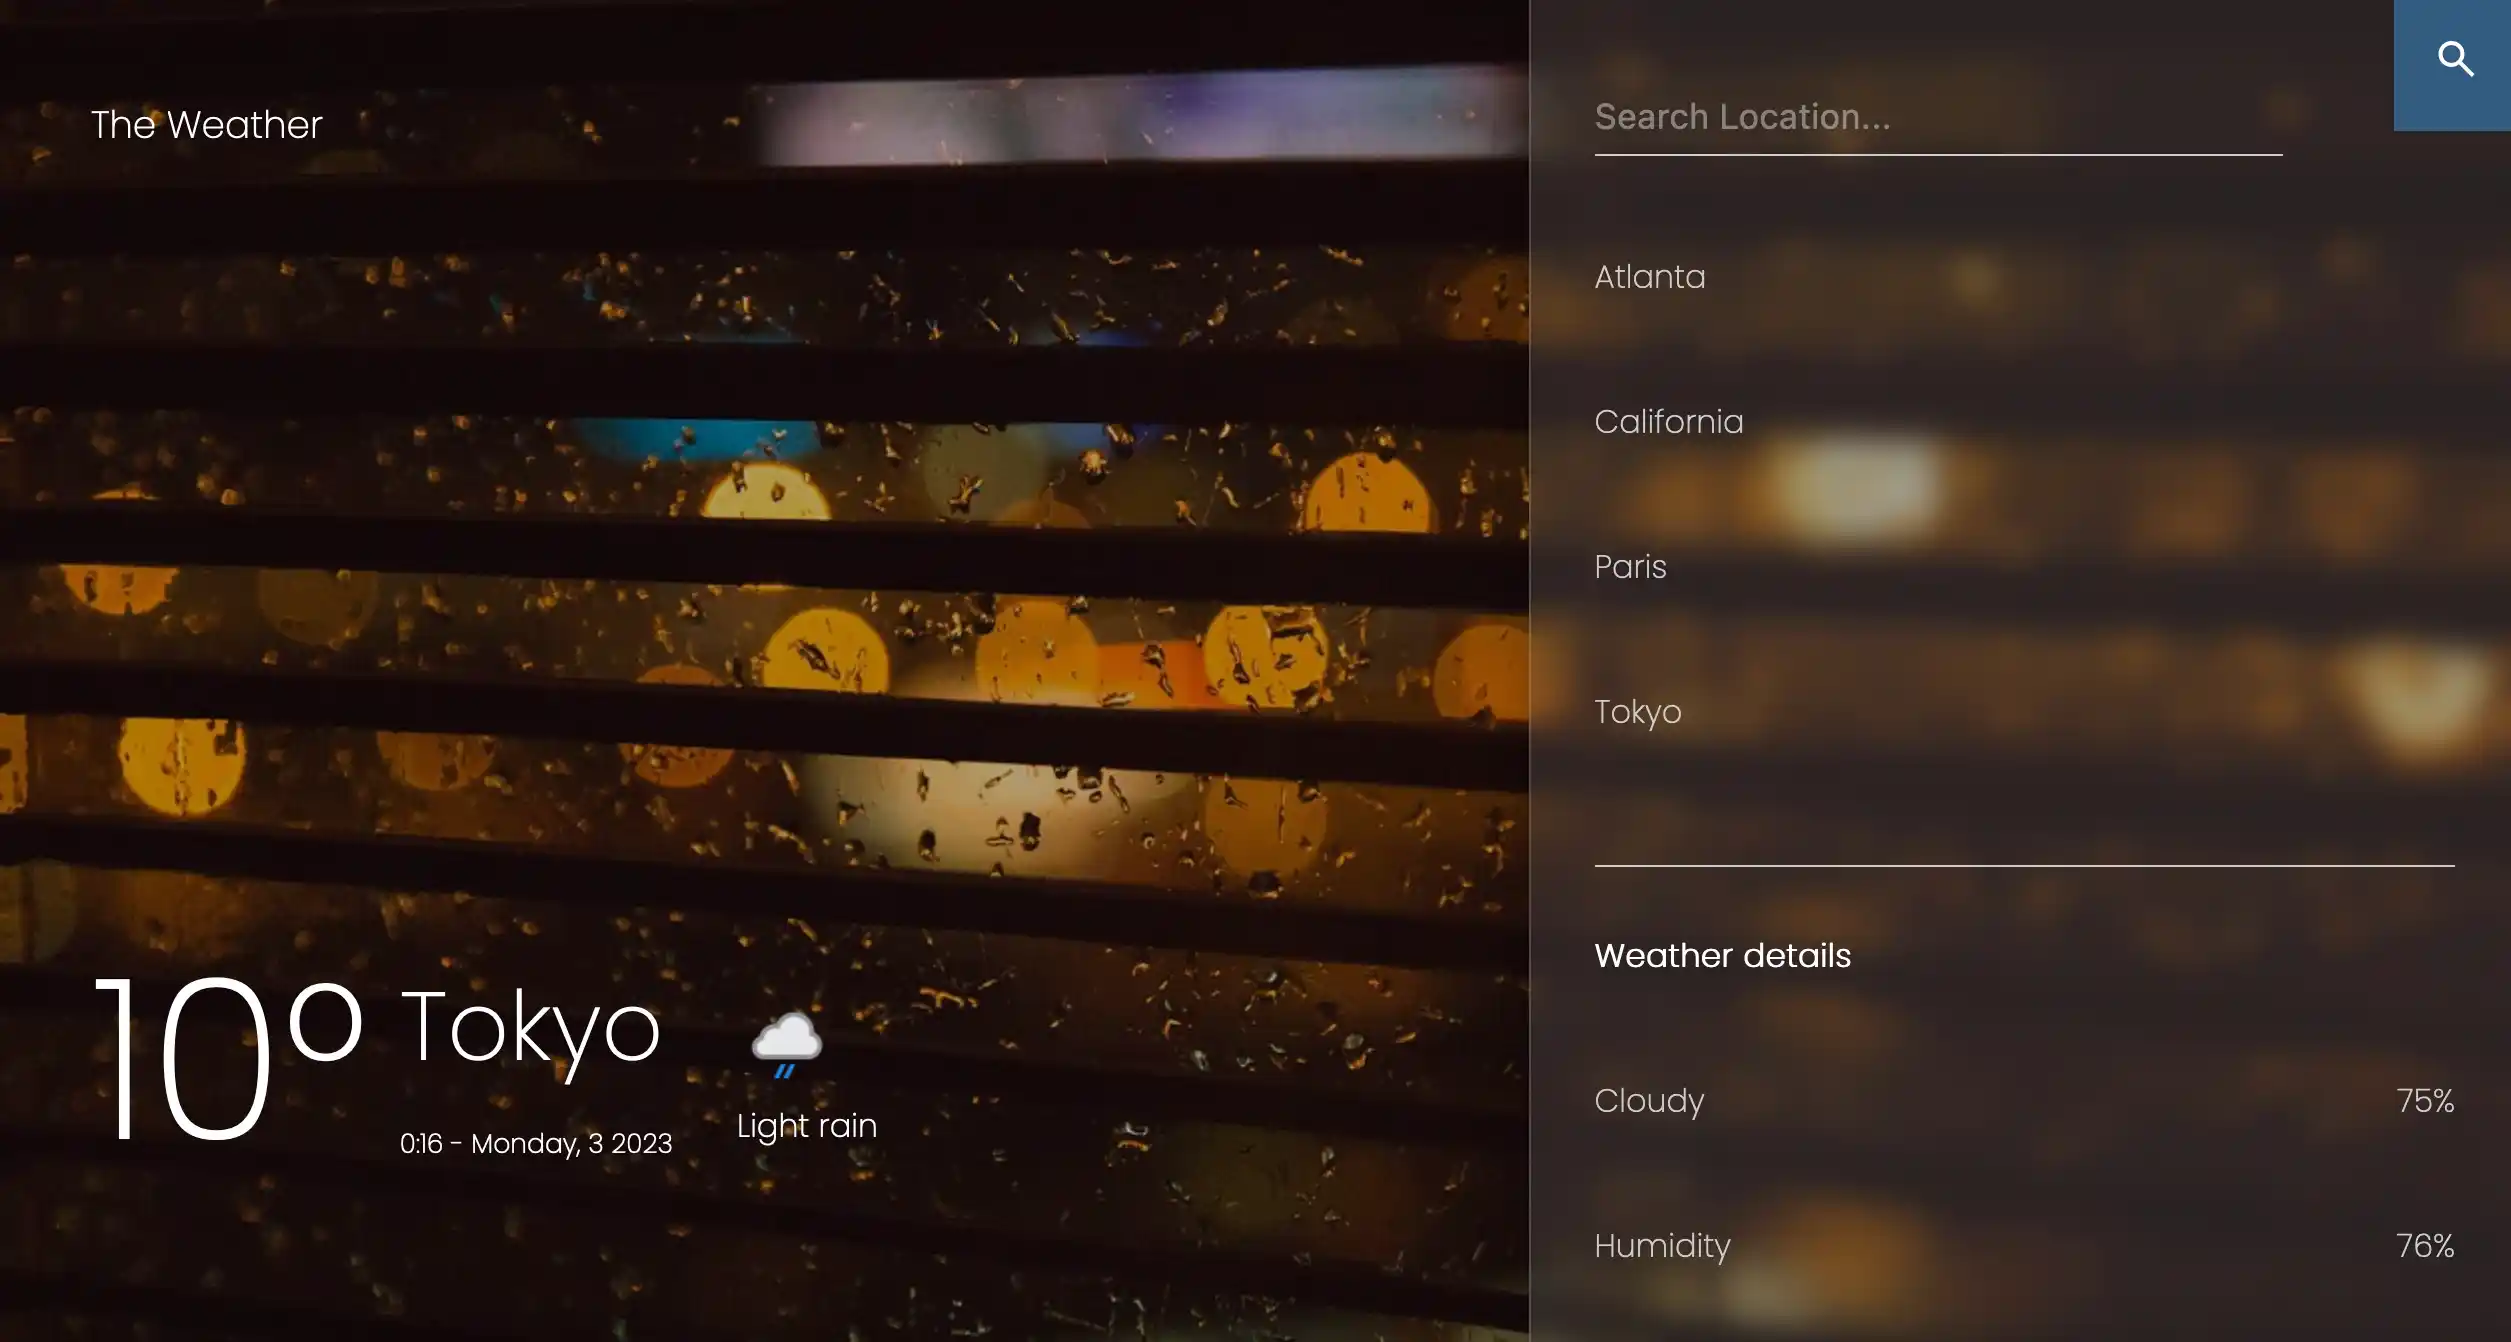 The Weather
10°
Tokyo
0:16 - Monday, 3 2023
Light rain
Search Location...
Atlanta
California
Paris
Tokyo
Weather details
Cloudy 75%
Humidity 76%